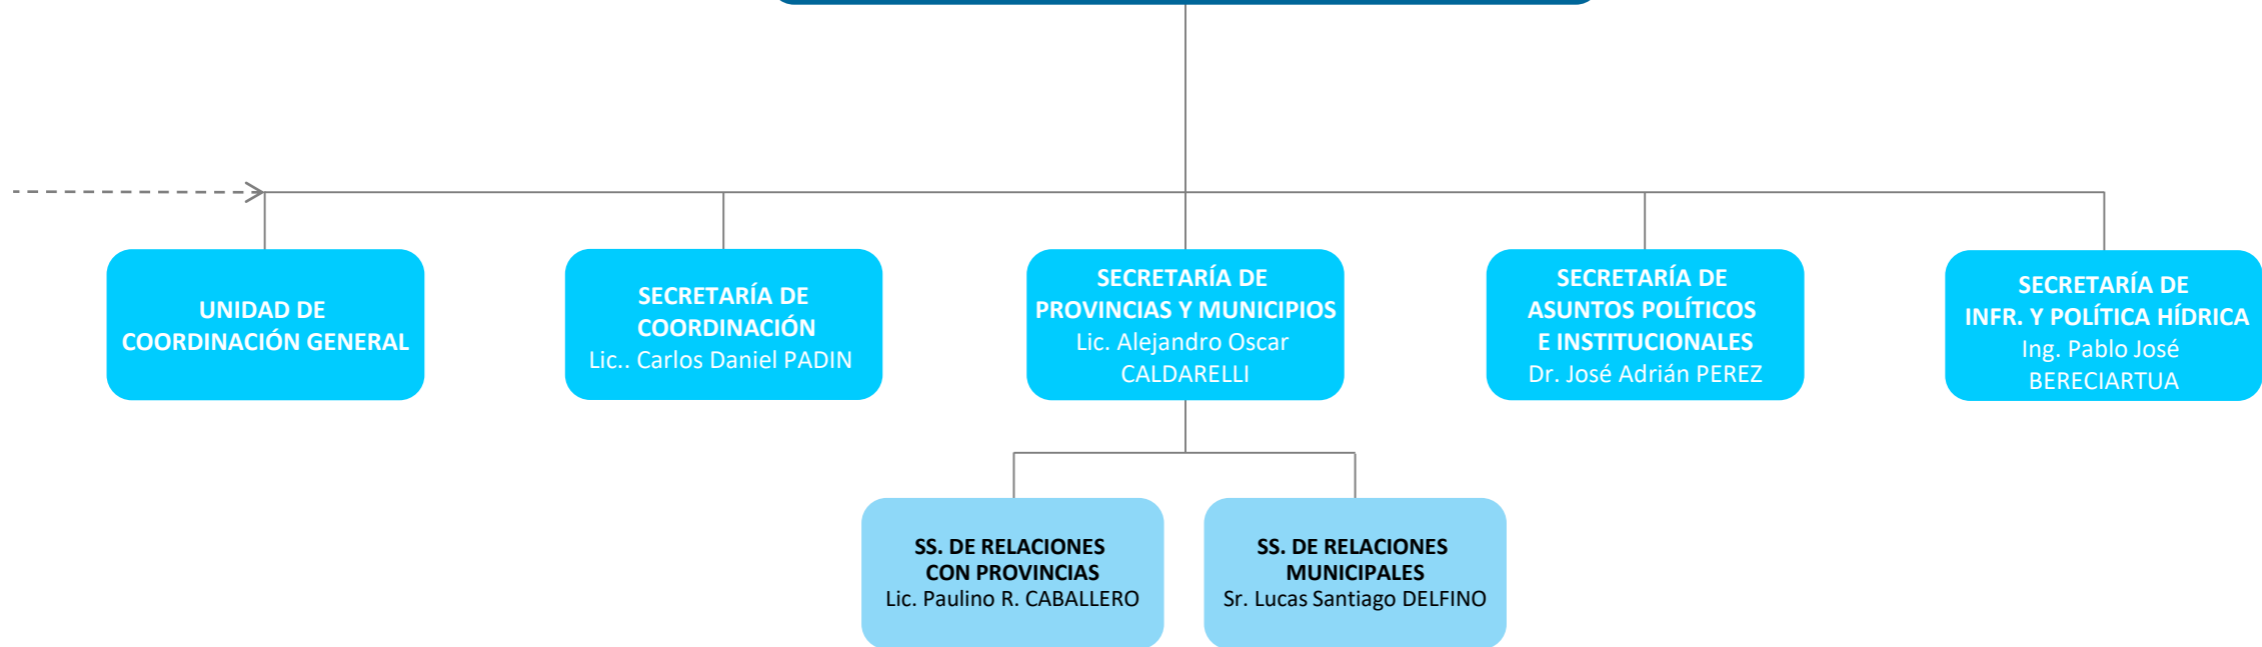 UNIDAD DE
COORDINACIÓN GENERAL
SECRETARÍA DE
COORDINACIÓN
Lic.. Carlos Daniel PADIN
SECRETARÍA DE
PROVINCIAS Y MUNICIPIOS
Lic. Alejandro Oscar
CALDARELLI
SECRETARÍA DE
ASUNTOS POLÍTICOS
E INSTITUCIONALES
Dr. José Adrián PEREZ
SECRETARÍA DE
INFR. Y POLÍTICA HÍDRICA
Ing. Pablo José
BERECIARTUA
SS. DE RELACIONES
CON PROVINCIAS
Lic. Paulino R. CABALLERO
SS. DE RELACIONES
MUNICIPALES
Sr. Lucas Santiago DELFINO